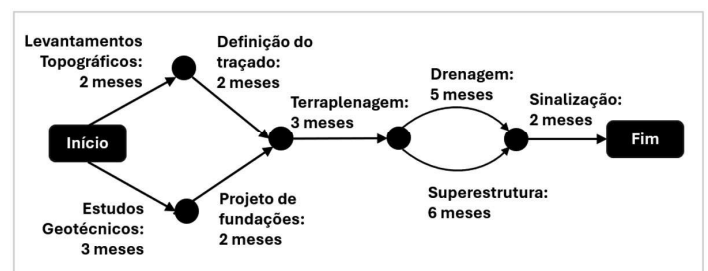 Levantamentos
Topográficos:
2 meses
Definição do
traçado:
2 meses
Terraplenagem:
3 meses
Drenagem:
5 meses
Sinalização:
2 meses
Início
Fim
Estudos
Geotécnicos:
3 meses
Projeto de
fundações:
2 meses
Superestrutura:
6 meses